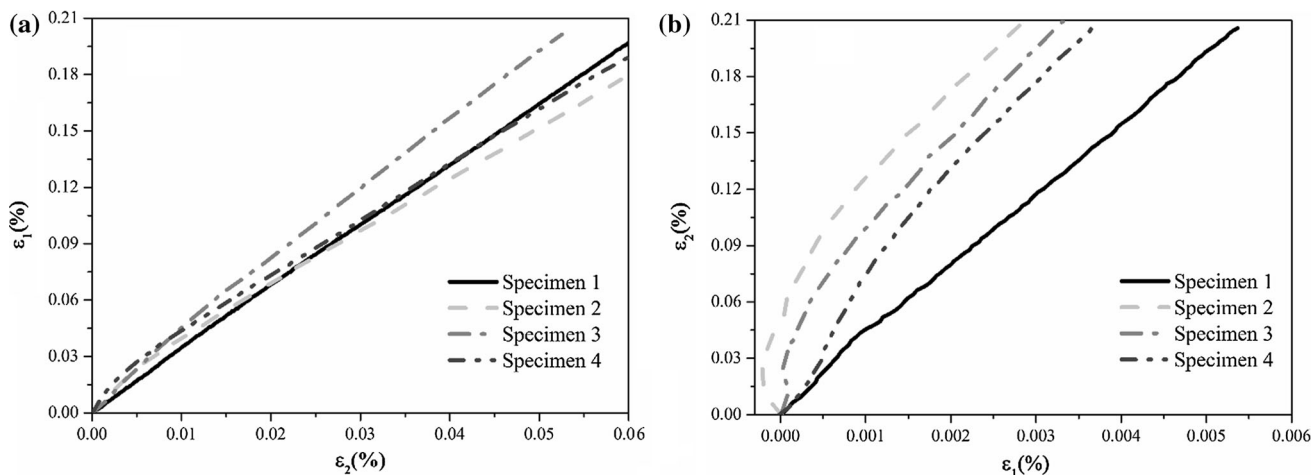 (a)
0.21
0.18
0.15
0.12
0.09
0.06
0.03
0.00
ε1(%)
Specimen 1
Specimen 2
Specimen 3
Specimen 4
0.00 0.01 0.02 0.03 0.04 0.05 0.06
ε2(%)
(b)
0.21
0.18
0.15
0.12
0.09
0.06
0.03
0.00
ε2(%)
Specimen 1
Specimen 2
Specimen 3
Specimen 4
0.000 0.001 0.002 0.003 0.004 0.005 0.006
ε1(%)